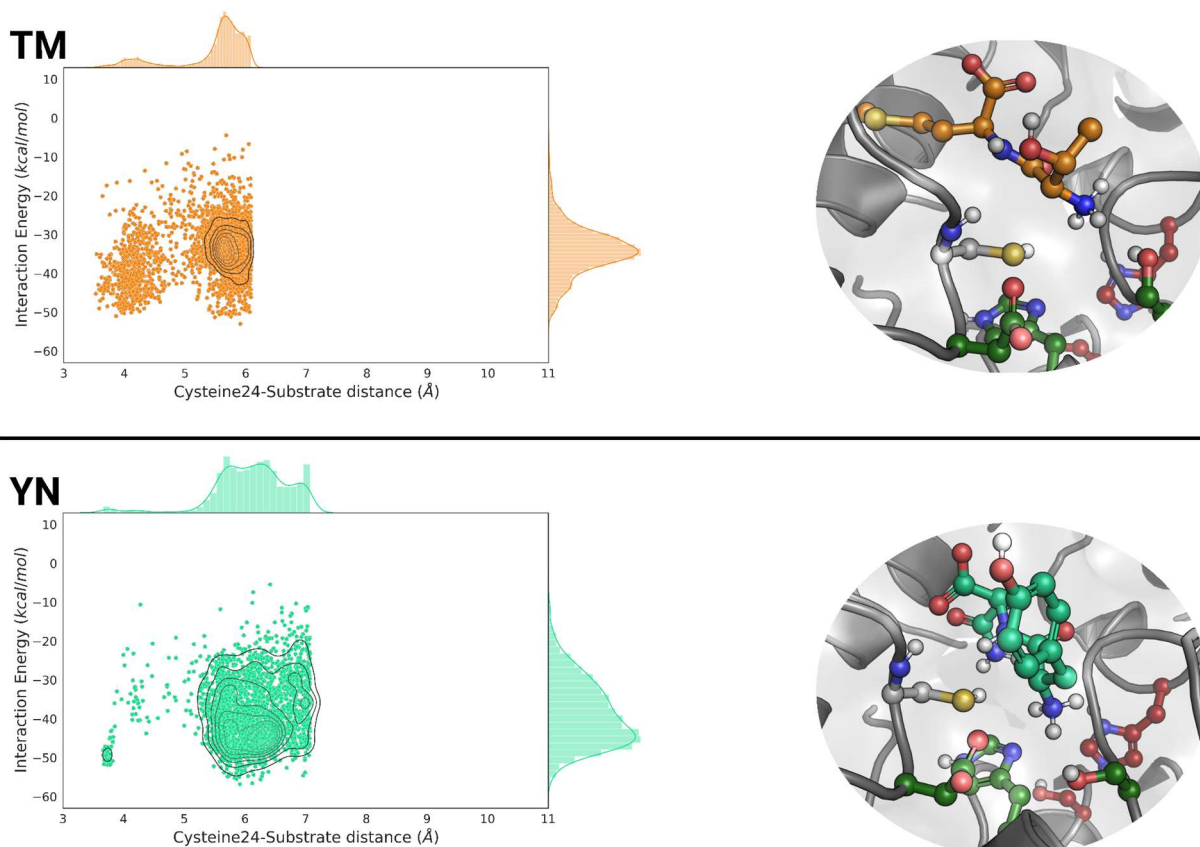 TM
10
0
−10
−20
−30
−40
−50
−60
Interaction Energy (kcal/mol)
3 4 5 6 7 8 9 10 11
Cysteine24-Substrate distance (Å)
YN
10
0
−10
−20
−30
−40
−50
−60
Interaction Energy (kcal/mol)
3 4 5 6 7 8 9 10 11
Cysteine24-Substrate distance (Å)